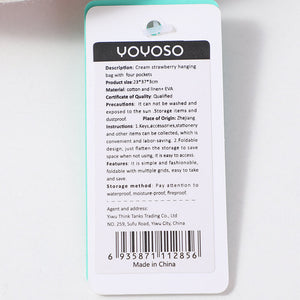 YOYOSO
Description: Cream strawberry hanging
bag with four pockets
Product size:28*37*3cm
Material: cotton and linen+ EVA
Certificate of Quality: Qualified
Precautions: it can not be washed and
exposed to the sun. Storage items and
dustproof. Place of Origin: Zhejiang
Instructions:1.Keys,accessories,stationery
and other items can be collected, which is
convenient and labor-saving. 2.Foldable
design, just fold the straps to save space
when not using, very easy to access.
Features: It is simple and fashionable,
foldable with multiple grids, easy to take
and save
Storage method: Pay attention to
waterproof, moisture-proof, fireproof.
Agent and address:
Yiwu Think Tanks Trading Co., Ltd
NO. 259, Sufu Road, Yiwu City, China
6 935871 112856
Made in China